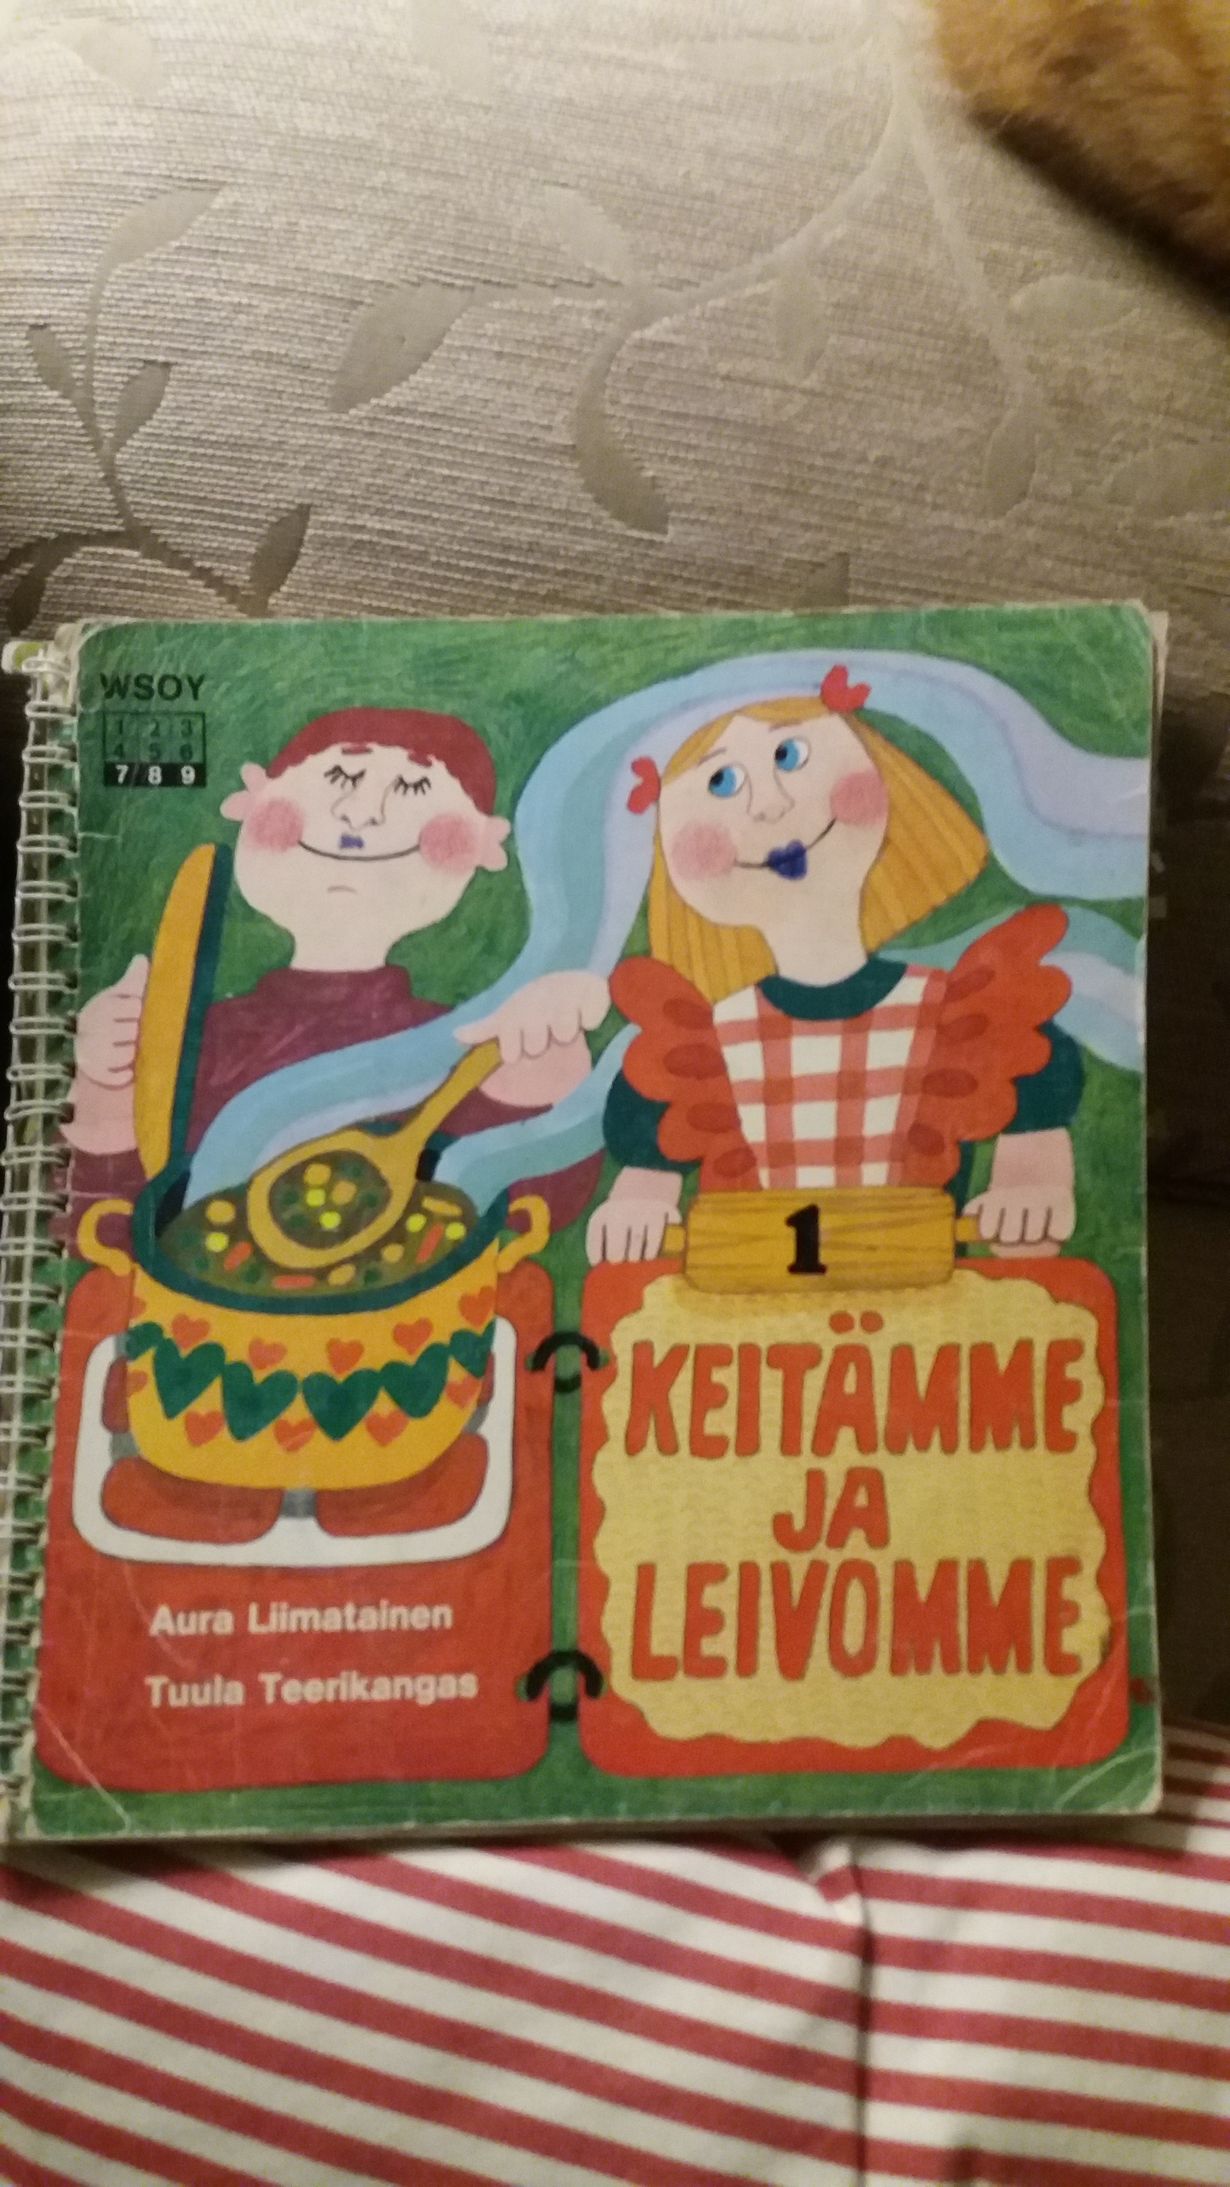 WSOY
1 2 3
4 5 6
7 8 9
1
KEITÄMME
JA
LEIVOMME
Aura Liimatainen
Tuula Teerikangas